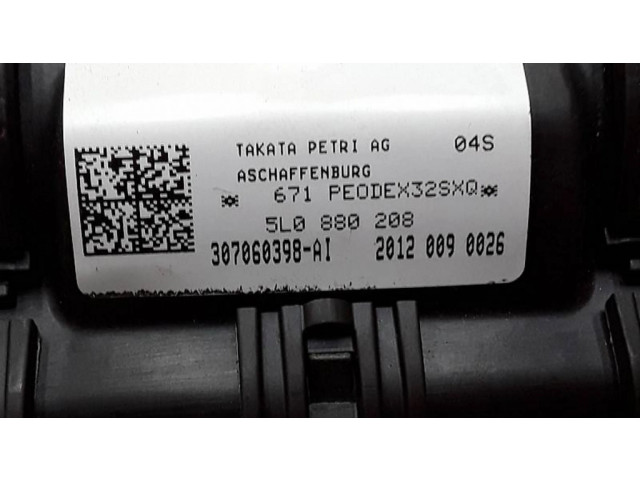 TAKATA PETRI AG 04S
ASCHAFFENBURG
* 671 PEODEX32SXQ*
5L0 880 208
307060398-AI 2012 009 0026